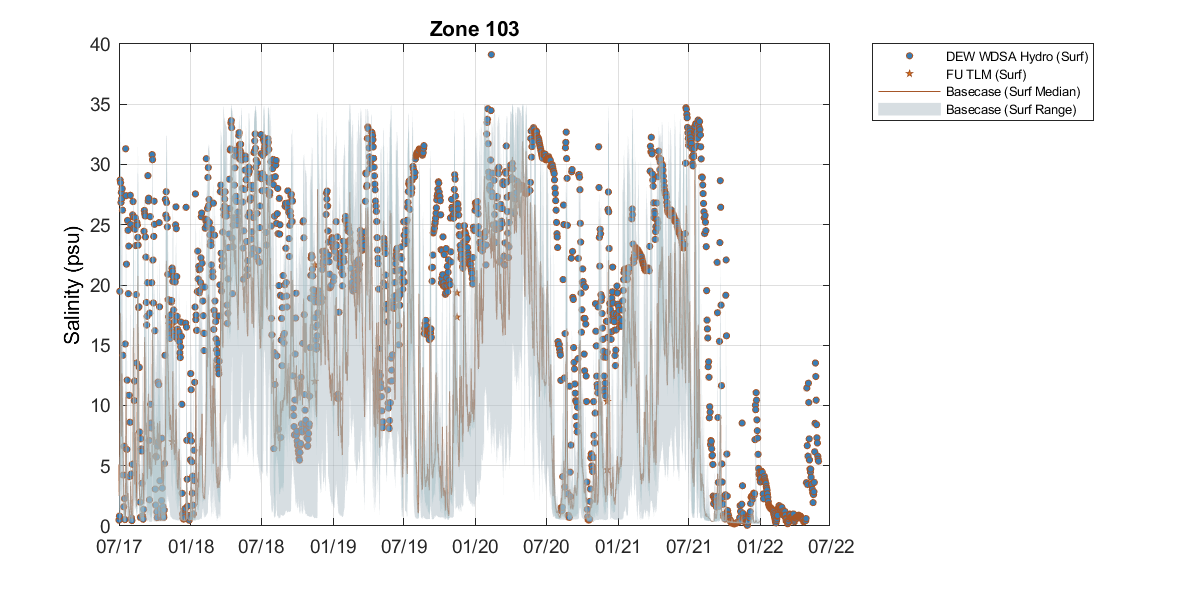 Zone 103
40
35
30
25
20
15
10
5
0
Salinity (psu)
07/17 01/18 07/18 01/19 07/19 01/20 07/20 01/21 07/21 01/22 07/22
DEW WDSA Hydro (Surf)
FU TLM (Surf)
Basecase (Surf Median)
Basecase (Surf Range)